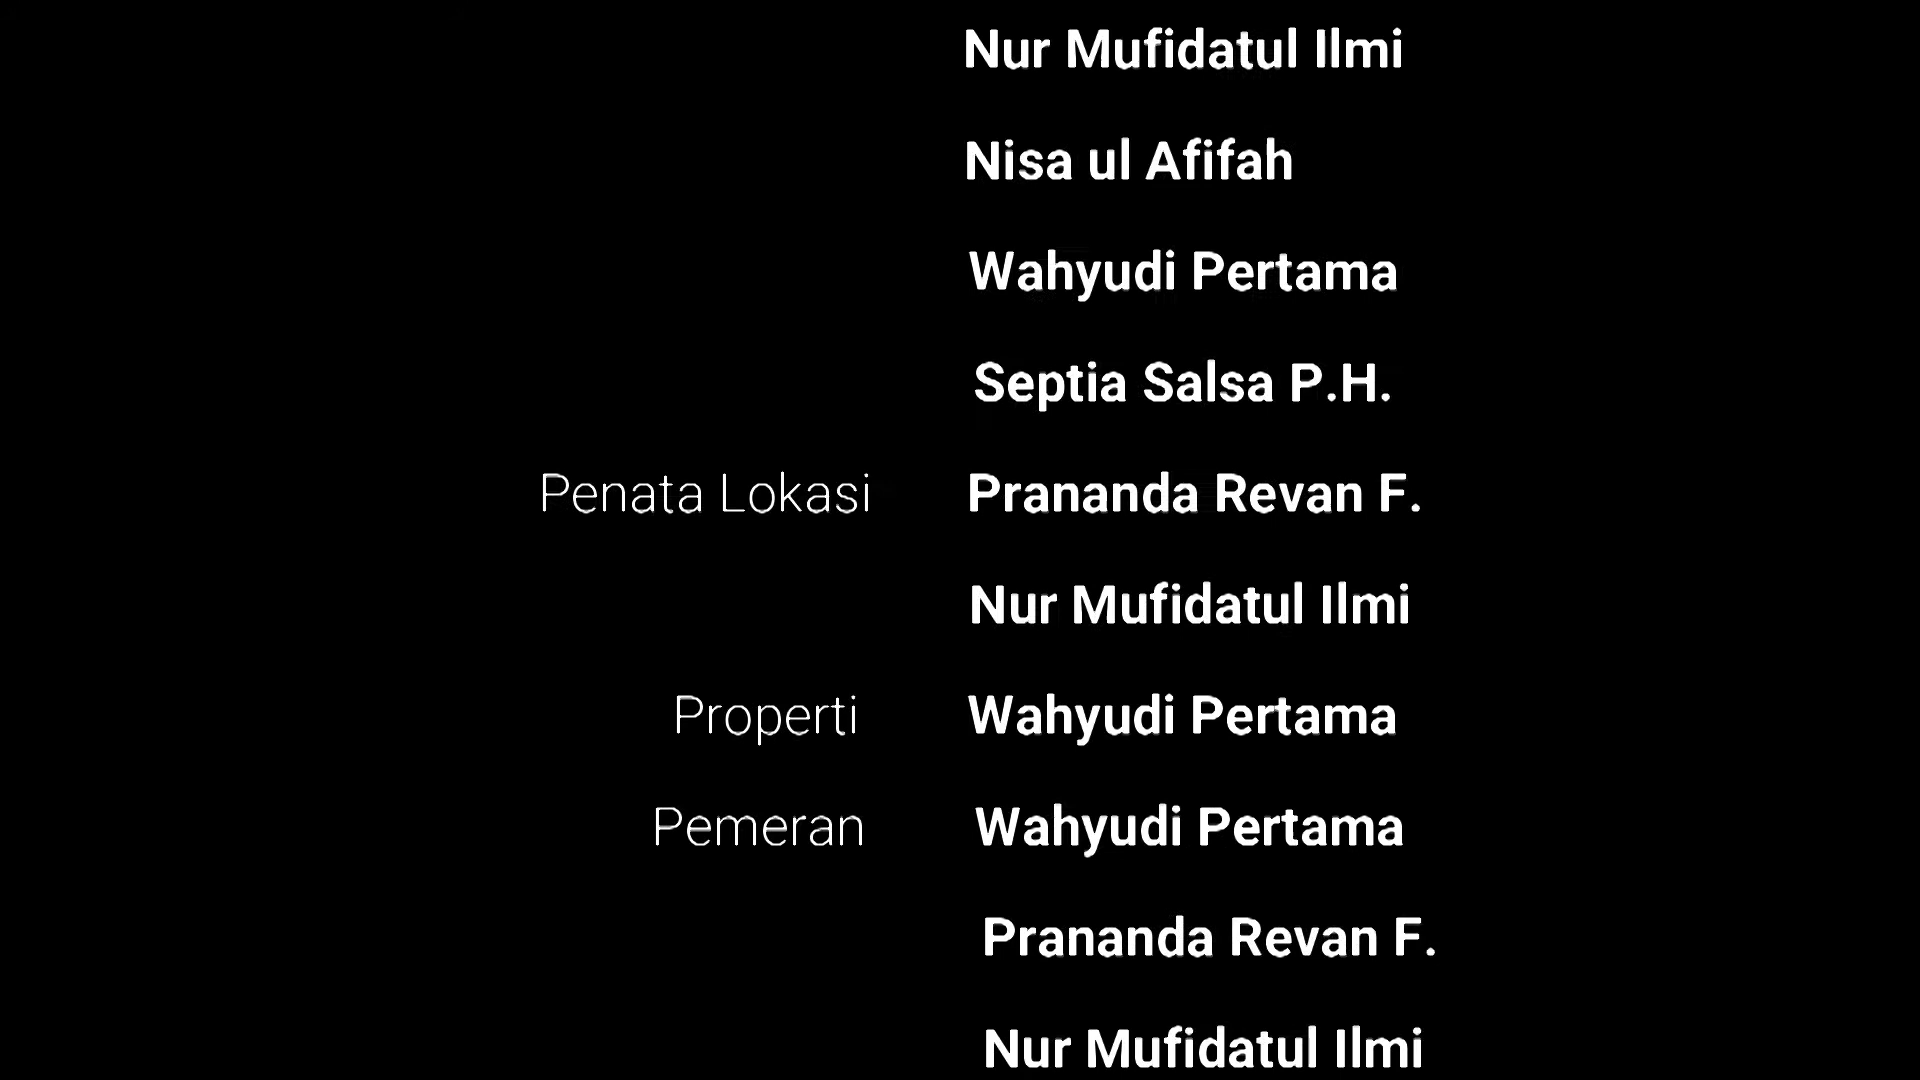 Nur Mufidatul Ilmi
Nisa ul Afifah
Wahyudi Pertama
Septia Salsa P.H.
Penata Lokasi Prananda Revan F.
Nur Mufidatul Ilmi
Properti Wahyudi Pertama
Pemeran Wahyudi Pertama
Prananda Revan F.
Nur Mufidatul Ilmi